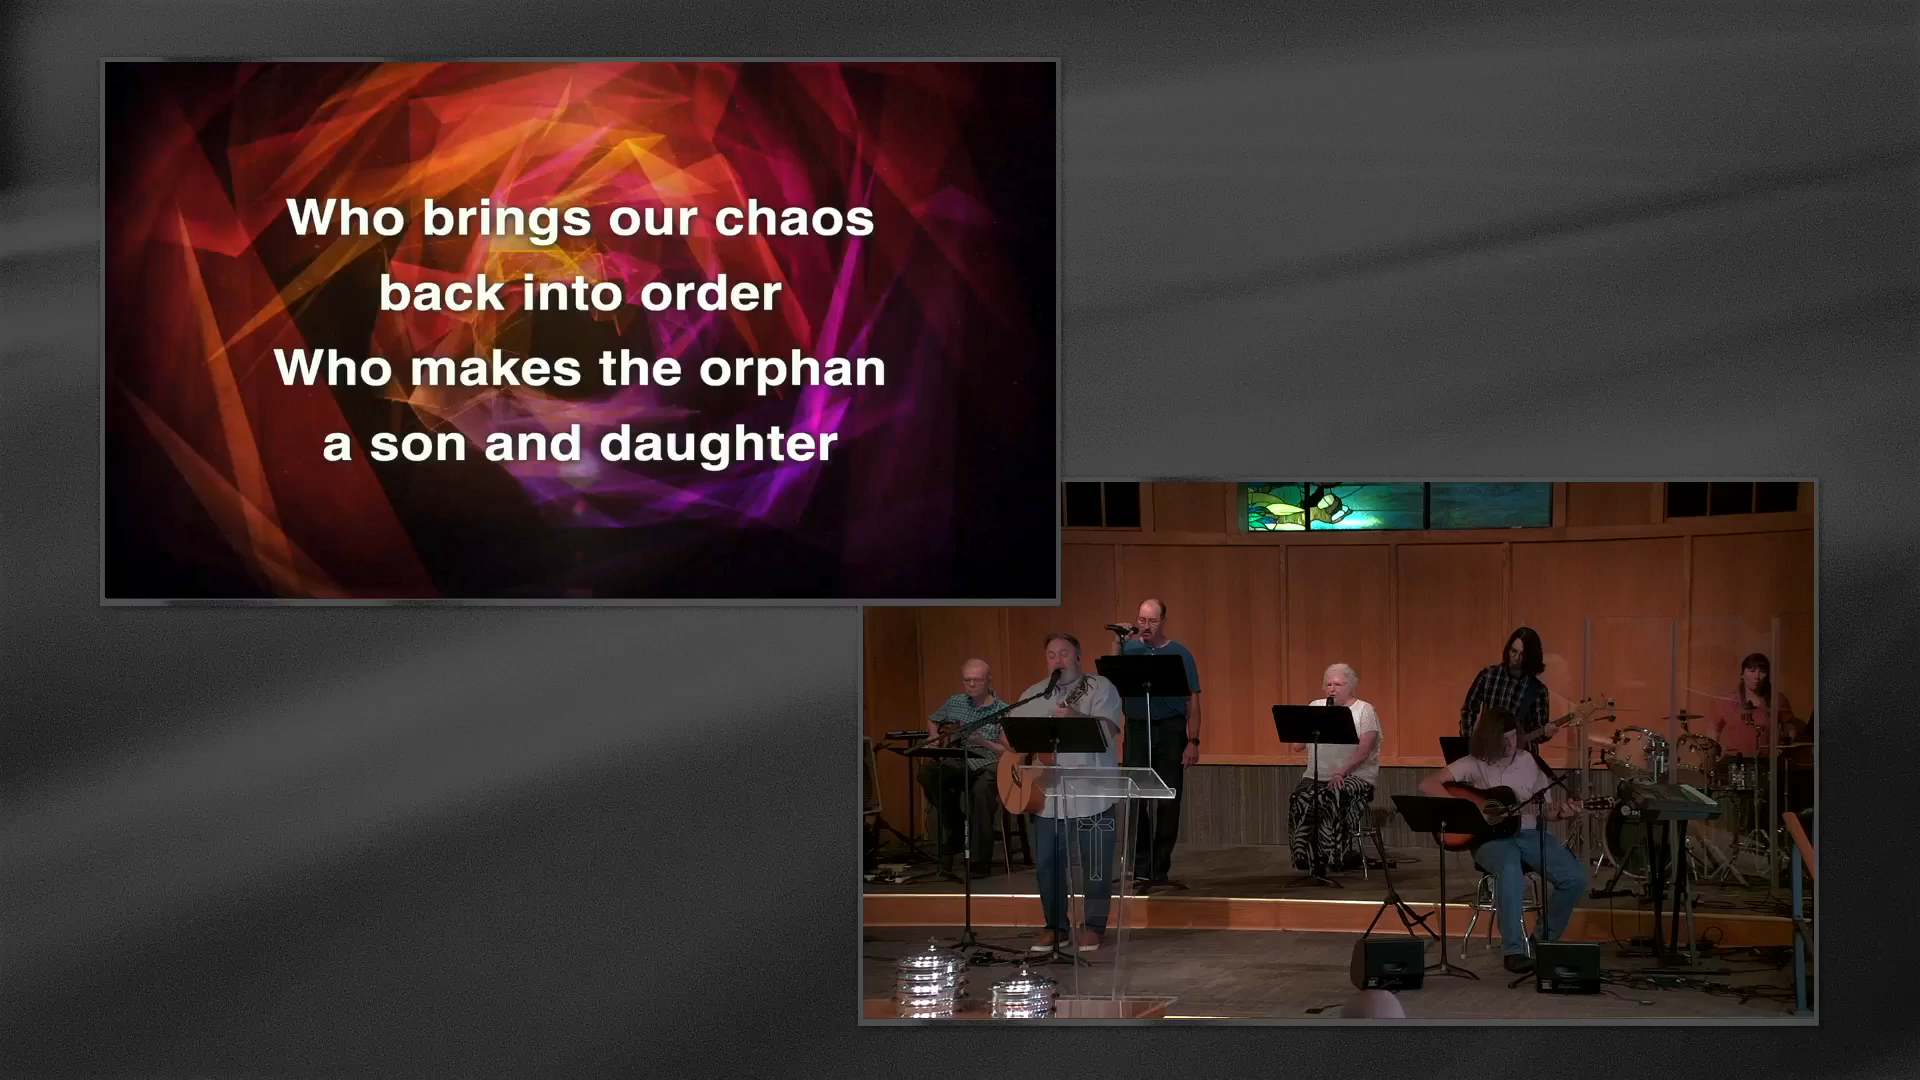 Who brings our chaos
back into order
Who makes the orphan
a son and daughter